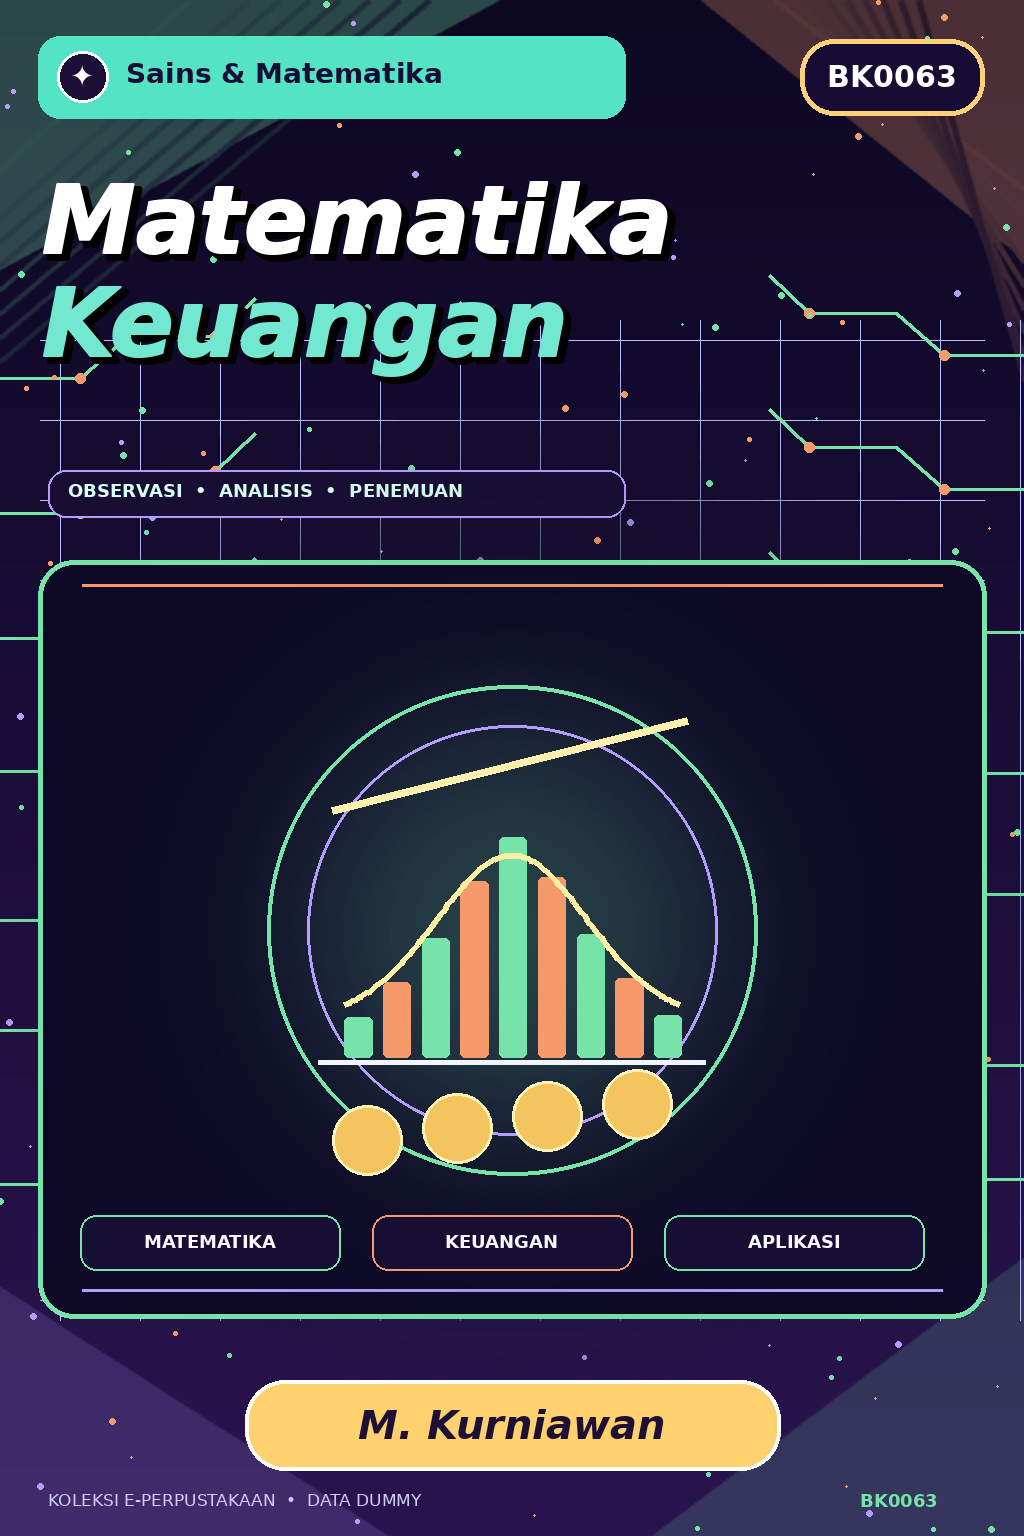 Sains & Matematika
BK0063
Matematika
Keuangan
OBSERVASI • ANALISIS • PENEMUAN
MATEMATIKA
KEUANGAN
APLIKASI
M. Kurniawan
KOLEKSI E-PERPUSTAKAAN • DATA DUMMY
BK0063